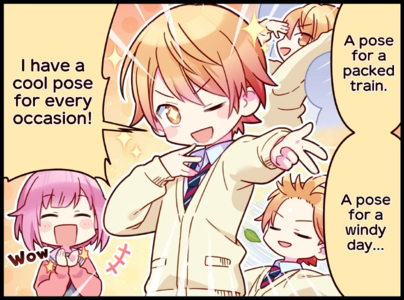 I have a
cool pose
for every
occasion!
A pose
for a
packed
train.
A pose
for a
windy
day...
WOW